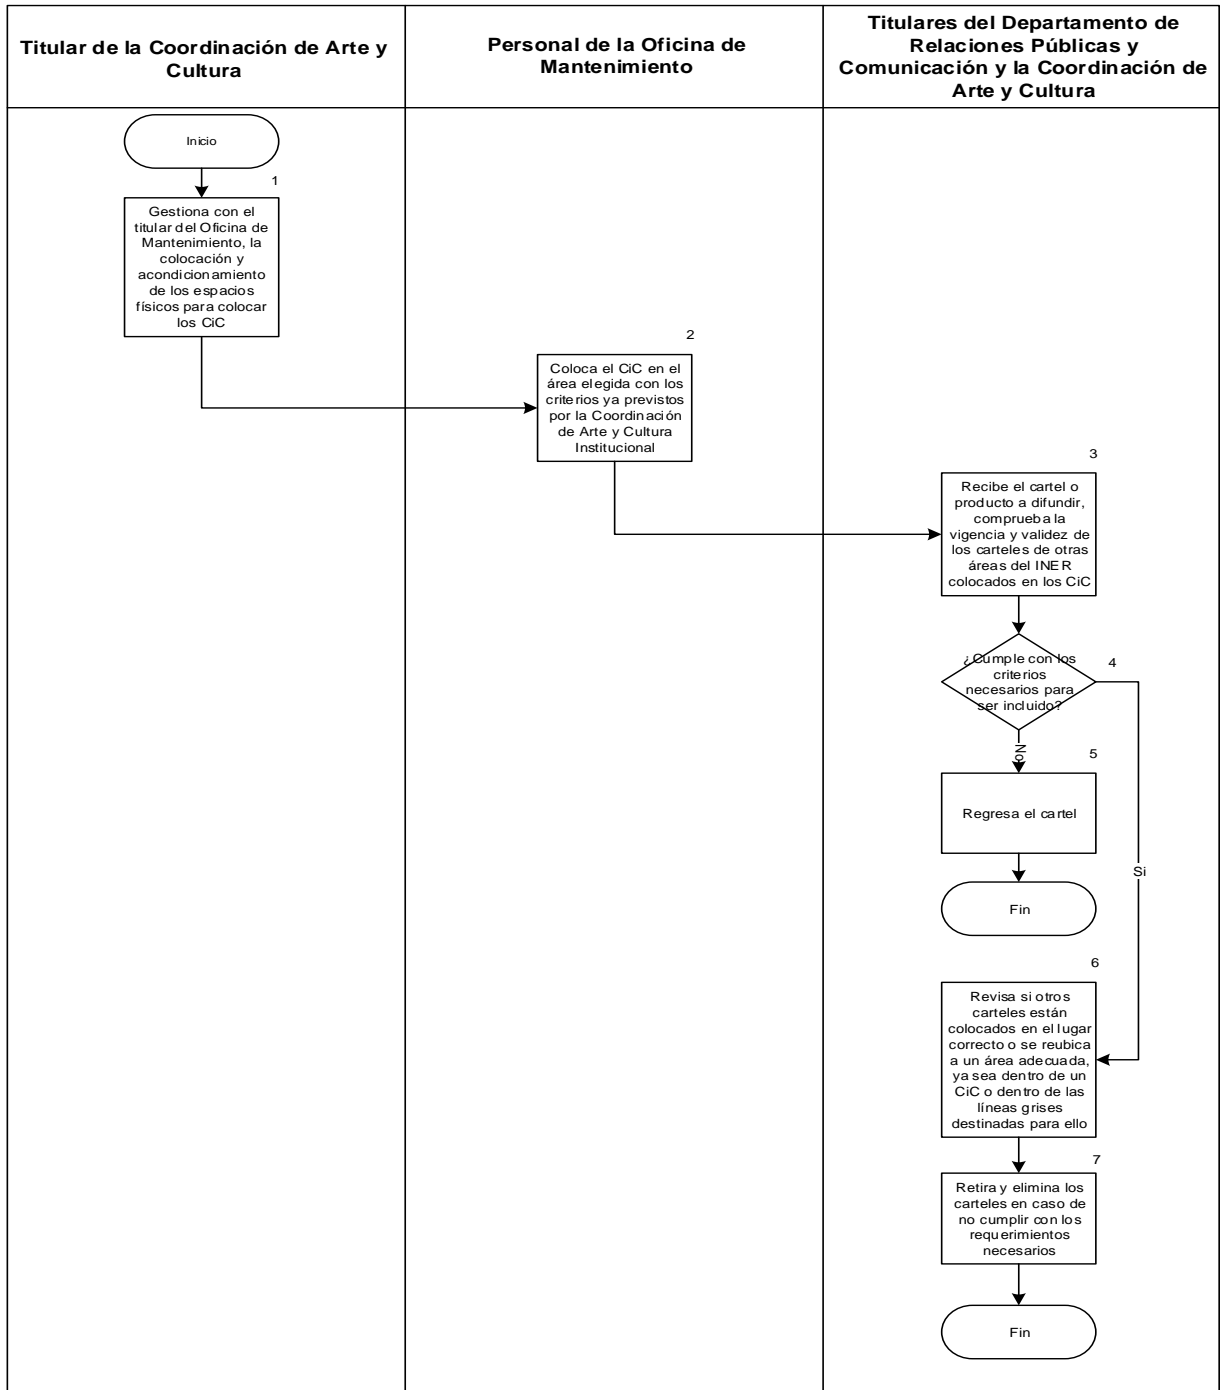 Titular de la Coordinación de Arte y
Cultura
Personal de la Oficina de
Mantenimiento
Titulares del Departamento de
Relaciones Públicas y
Comunicación y la Coordinación de
Arte y Cultura
Inicio
1
Gestiona con el
titular del Oficina de
Mantenimiento, la
colocación y
acondicionamiento
de los espacios
físicos para colocar
los CiC
2
Coloca el CiC en el
área elegida con los
criterios ya previstos
por la Coordinación
de Arte y Cultura
Institucional
3
Recibe el cartel o
producto a difundir,
comprueba la
vigencia y validez de
los carteles de otras
áreas del INER
colocados en los CiC
¿Cumple con los
criterios
necesarios para
ser incluido?
4
No
5
Regresa el cartel
Si
Fin
6
Revisa si otros
carteles están
colocados en el lugar
correcto o se reubica
a un área adecuada,
ya sea dentro de un
CiC o dentro de las
líneas grises
destinadas para ello
7
Retira y elimina los
carteles en caso de
no cumplir con los
requerimientos
necesarios
Fin